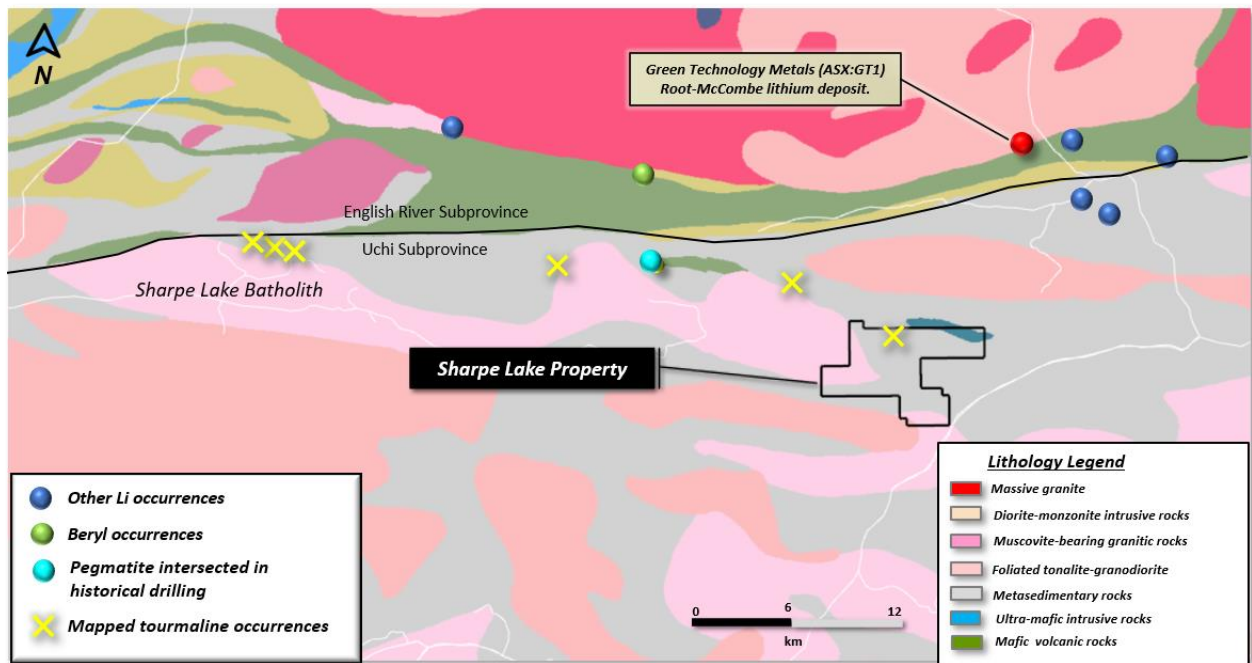 N
Green Technology Metals (ASX:GT1)
Root-McCombe lithium deposit.
English River Subprovince
Uchi Subprovince
Sharpe Lake Batholith
Sharpe Lake Property
Other Li occurrences
Beryl occurrences
Pegmatite intersected in
historical drilling
Mapped tourmaline occurrences
0 6 12
km
Lithology Legend
Massive granite
Diorite-monzonite intrusive rocks
Muscovite-bearing granitic rocks
Foliated tonalite-granodiorite
Metasedimentary rocks
Ultra-mafic intrusive rocks
Mafic volcanic rocks